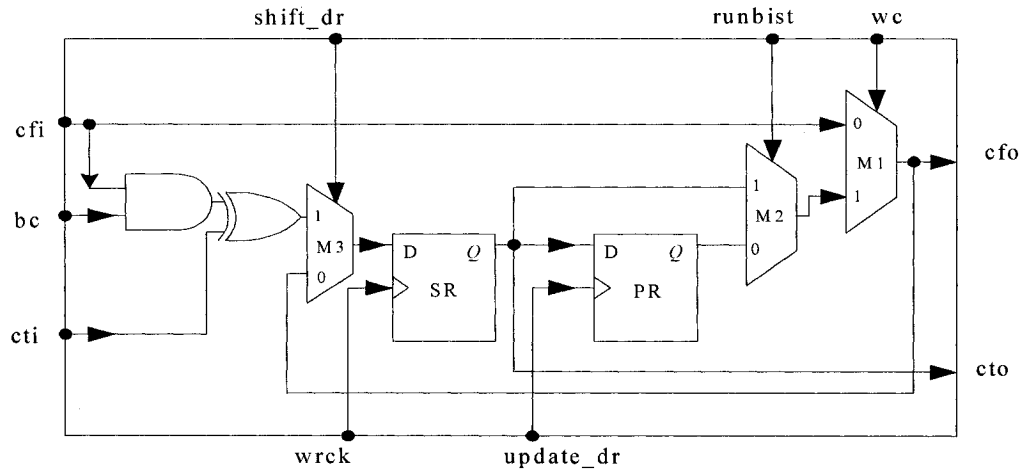 shift_dr
runbist
wc
cfi
0
M1
cfo
1
1
M2
0
bc
1
M3
0
D
Q
SR
D
Q
PR
cti
cto
wrck
update_dr